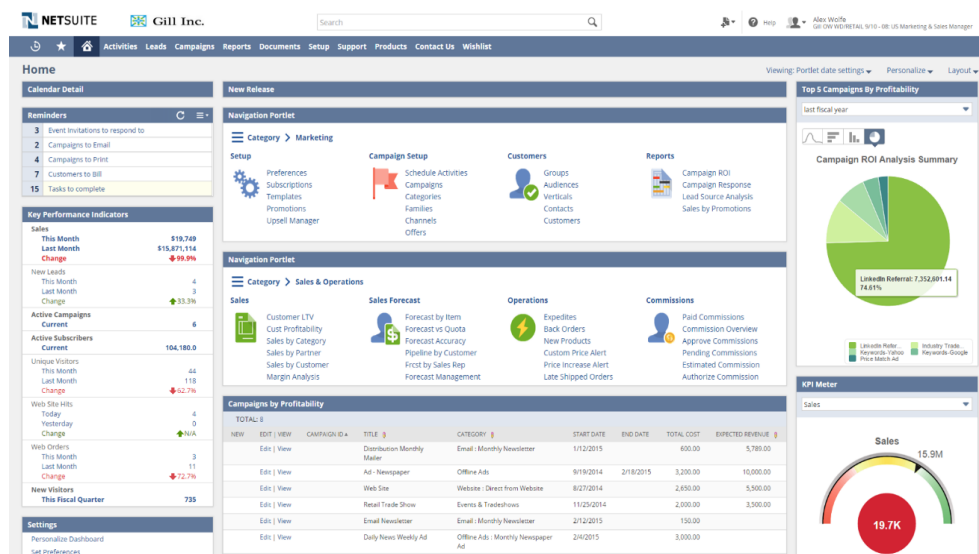 NETSUITE
Gill Inc.
Search
Help
Alex Wolfe
Gill OW WD/RETAIL 9/10 - 08: US Marketing & Sales Manager
Activities Leads Campaigns Reports Documents Setup Support Products Contact Us Wishlist
Home
Viewing: Portlet date settings Personalize Layout
Calendar Detail
Reminders
3 Event Invitations to respond to
2 Campaigns to Email
4 Campaigns to Print
7 Customers to Bill
15 Tasks to complete
Key Performance Indicators
Sales
This Month $19,749
Last Month $15,871,114
Change 99.9%
New Leads
This Month 4
Last Month 3
Change 33.3%
Active Campaigns
Current 6
Active Subscribers
Current 104,180.0
Unique Visitors
This Month 44
Last Month 118
Change 62.7%
Web Site Hits
Today 4
Yesterday 0
Change N/A
Web Orders
This Month 3
Last Month 11
Change 72.7%
New Visitors
This Fiscal Quarter 735
Settings
Personalize Dashboard
Set Preferences
New Release
Navigation Portlet
Category > Marketing
Setup
Preferences
Subscriptions
Templates
Promotions
Upsell Manager
Campaign Setup
Schedule Activities
Campaigns
Categories
Families
Channels
Offers
Customers
Groups
Audiences
Verticals
Contacts
Customers
Reports
Campaign ROI
Campaign Response
Lead Source Analysis
Sales by Promotions
Navigation Portlet
Category > Sales & Operations
Sales
Customer LTV
Cust Profitability
Sales by Category
Sales by Partner
Sales by Customer
Margin Analysis
Sales Forecast
Forecast by Item
Forecast vs Quota
Forecast Accuracy
Pipeline by Customer
Frcst by Sales Rep
Forecast Management
Operations
Expedites
Back Orders
New Products
Custom Price Alert
Price Increase Alert
Late Shipped Orders
Commissions
Paid Commissions
Commission Overview
Approve Commissions
Pending Commissions
Estimated Commission
Authorize Commission
Campaigns by Profitability
TOTAL: 8
NEW EDIT | VIEW CAMPAIGN ID TITLE CATEGORY START DATE END DATE TOTAL COST EXPECTED REVENUE
Edit | View Distribution Monthly Mailer Email : Monthly Newsletter 1/12/2015 600.00 5,789.00
Edit | View Ad - Newspaper Offline Ads 9/19/2014 2/18/2015 3,200.00 10,000.00
Edit | View Web Site Website : Direct from Website 8/27/2014 2,650.00 5,500.00
Edit | View Retail Trade Show Events & Tradeshows 11/25/2014 2,000.00 3,500.00
Edit | View Email Newsletter Email : Monthly Newsletter 2/12/2015 150.00
Edit | View Daily News Weekly Ad Offline Ads : Monthly Newspaper Ad 2/4/2015 3,000.00
Top 5 Campaigns By Profitability
last fiscal year
Campaign ROI Analysis Summary
LinkedIn Referral: 7,352,601.14
74.61%
LinkedIn Refer... Industry Trade...
Keywords-Yahoo Keywords-Google
Price Match Ad
KPI Meter
Sales
Sales
15.9M
19.7K